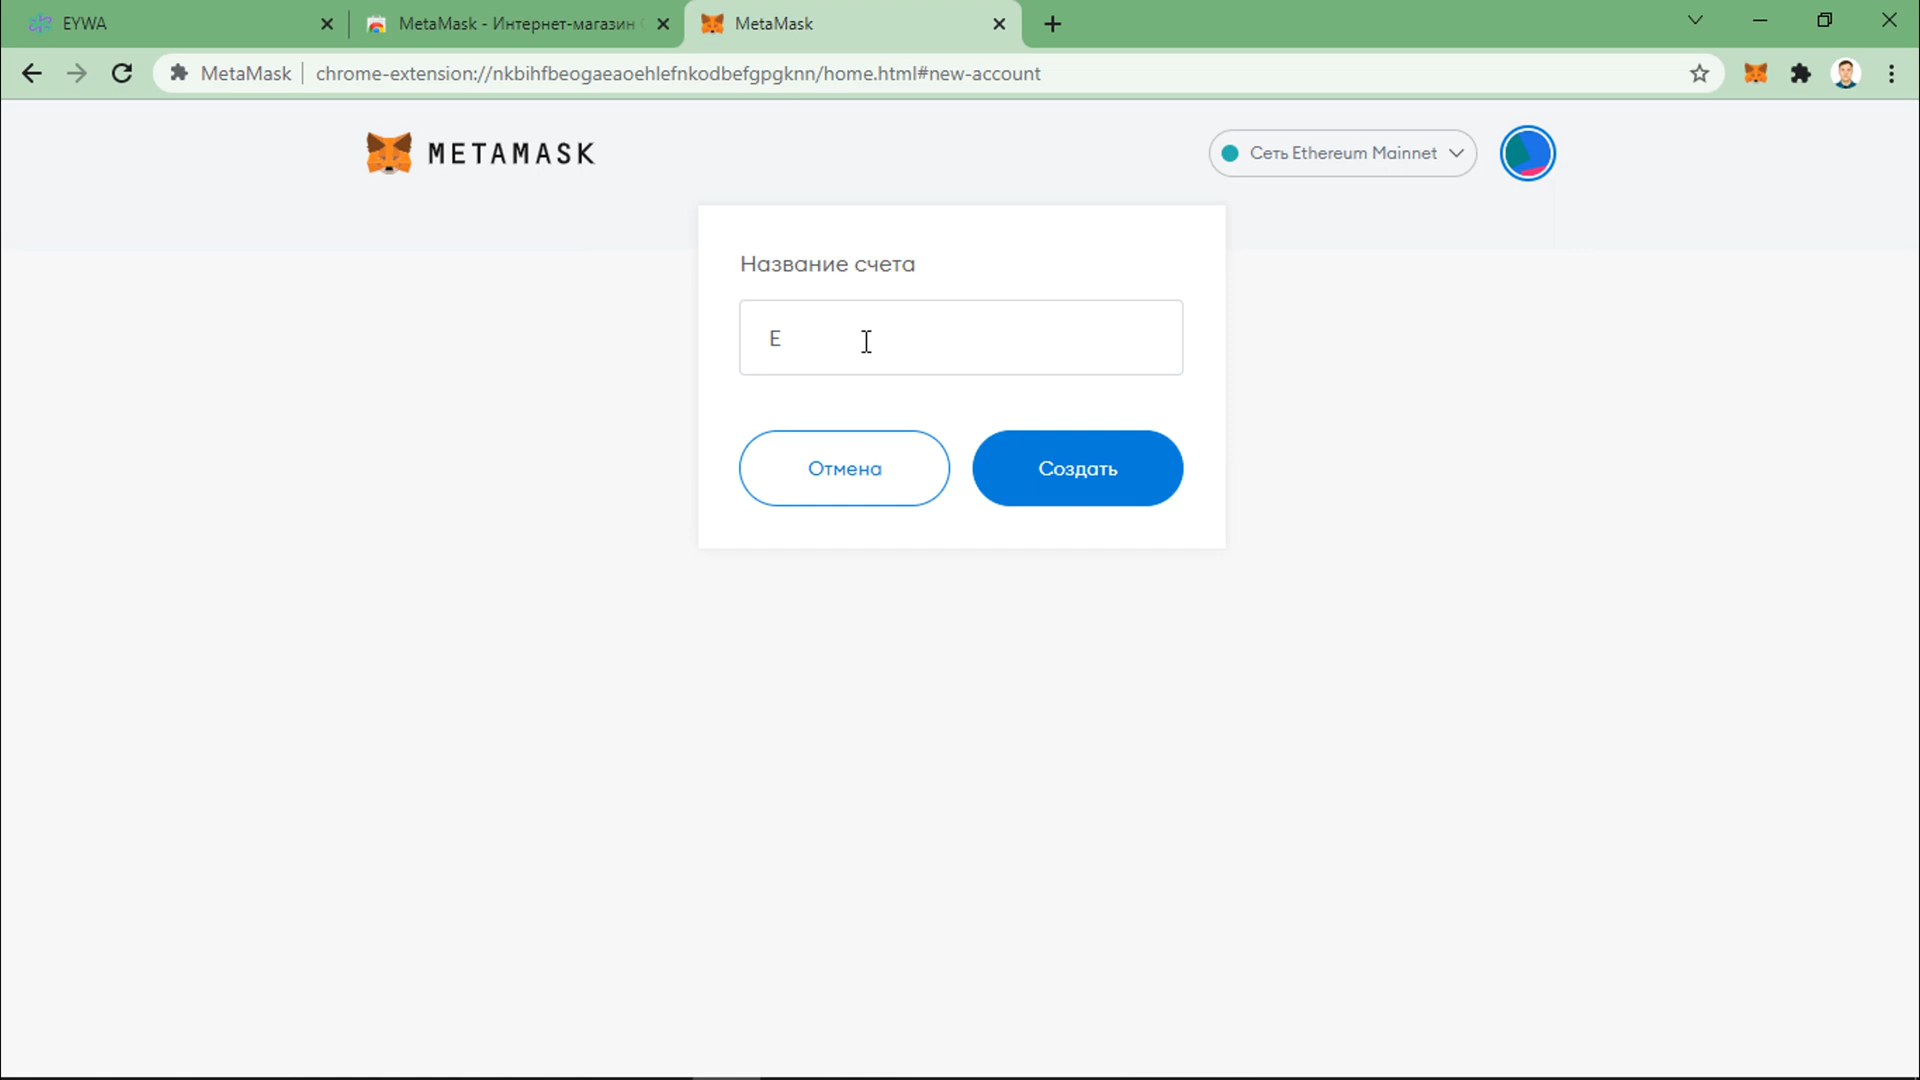 EYWA
MetaMask - Интернет-магазин
MetaMask
MetaMask
chrome-extension://nkbihfbeogaeaoehlefnkodbefgpgknn/home.html#new-account
METAMASK
Сеть Ethereum Mainnet
Название счета
E
Отмена
Создать